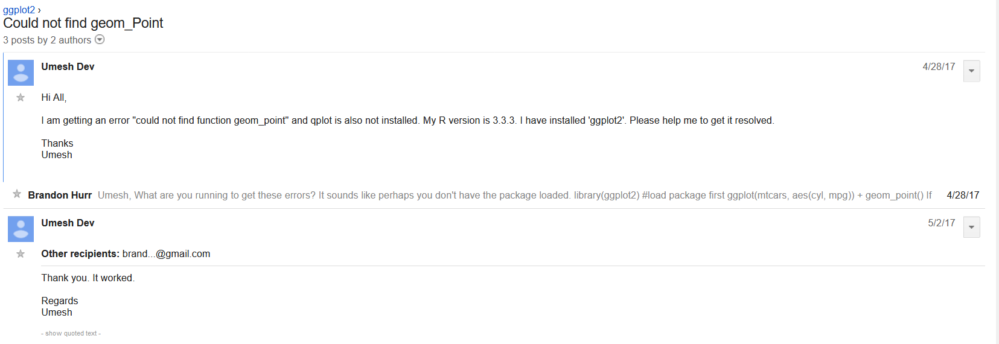 ggplot2 ›
Could not find geom_Point
3 posts by 2 authors
Umesh Dev 4/28/17
Hi All,
I am getting an error "could not find function geom_point" and qplot is also not installed. My R version is 3.3.3. I have installed 'ggplot2'. Please help me to get it resolved.
Thanks
Umesh
Brandon Hurr Umesh, What are you running to get these errors? It sounds like perhaps you don't have the package loaded. library(ggplot2) #load package first ggplot(mtcars, aes(cyl, mpg)) + geom_point() If 4/28/17
Umesh Dev 5/2/17
Other recipients: brand...@gmail.com
Thank you. It worked.
Regards
Umesh
- show quoted text -